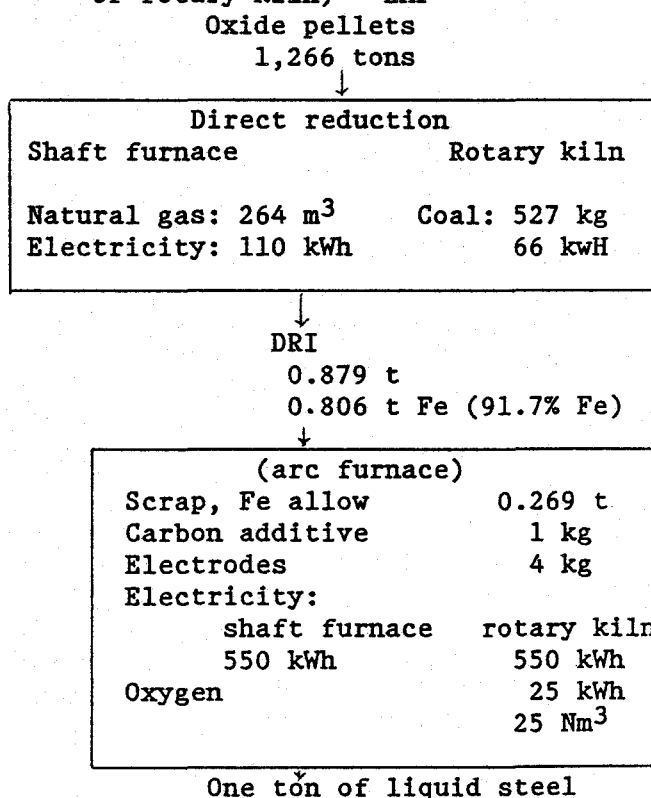 or rotary kiln,
Oxide pellets
1,266 tons
Direct reduction
Shaft furnace Rotary kiln
Natural gas: 264 m³ Coal: 527 kg
Electricity: 110 kWh 66 kwH
DRI
0.879 t
0.806 t Fe (91.7% Fe)
(arc furnace)
Scrap, Fe allow 0.269 t
Carbon additive 1 kg
Electrodes 4 kg
Electricity:
shaft furnace rotary kiln
550 kWh 550 kWh
Oxygen 25 kWh
25 Nm³
One ton of liquid steel